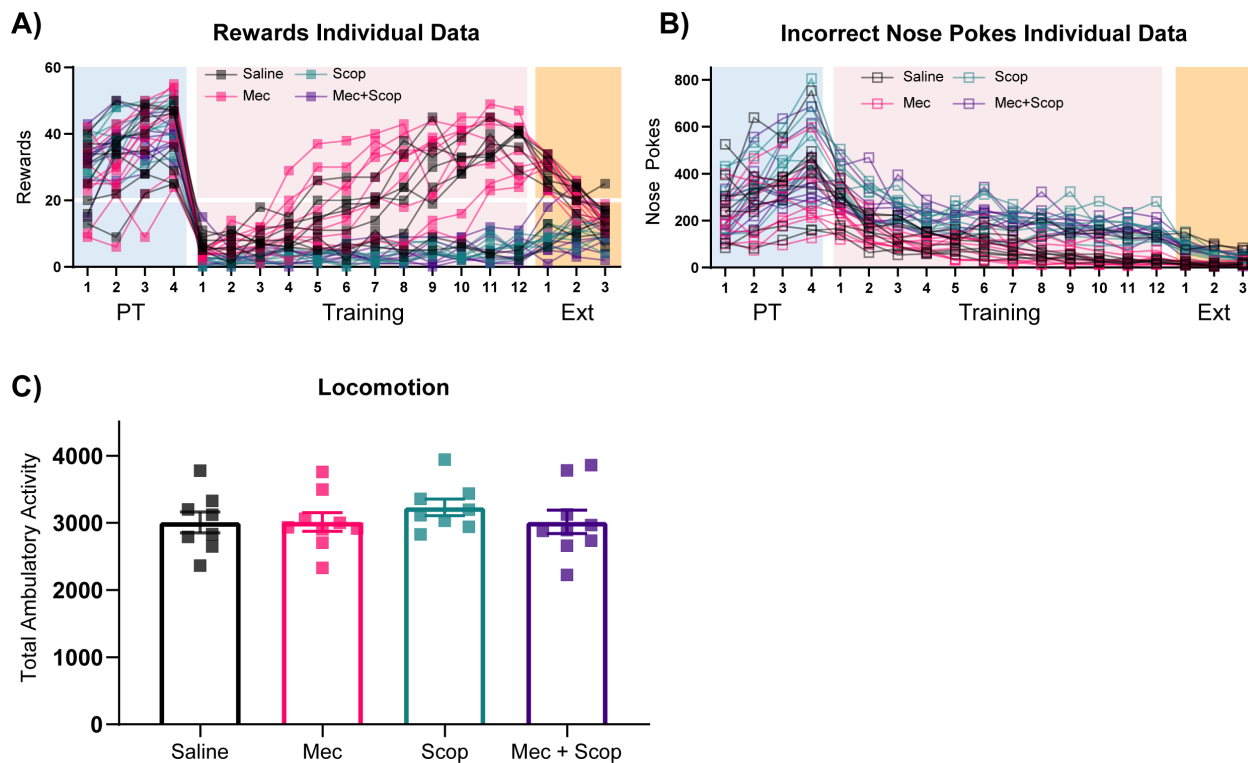 A)
Rewards Individual Data
Saline
Scop
Mec
Mec+Scop
Rewards
60
40
20
0
1 2 3 4 1 2 3 4 5 6 7 8 9 10 11 12 1 2 3
PT Training Ext
B)
Incorrect Nose Pokes Individual Data
Saline
Scop
Mec
Mec+Scop
Nose Pokes
800
600
400
200
0
1 2 3 4 1 2 3 4 5 6 7 8 9 10 11 12 1 2 3
PT Training Ext
C)
Locomotion
Total Ambulatory Activity
4000
3000
2000
1000
0
Saline Mec Scop Mec + Scop